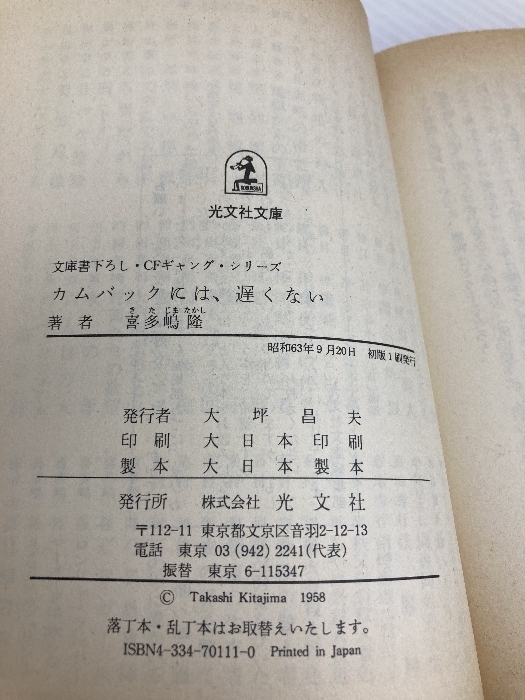 KOBUNSHA
光文社文庫
文庫書下ろし・CFギャング・シリーズ
カムバックには、遅くない
著者 喜多嶋隆
きたじまたかし
昭和63年9月20日 初版1刷発行
発行者 大坪昌夫
印刷 大日本印刷
製本 大日本製本
発行所 株式会社 光文社
〒112-11 東京都文京区音羽2-12-13
電話 東京 03 (942) 2241(代表)
振替 東京 6-115347
© Takashi Kitajima 1958
落丁本・乱丁本はお取替えいたします。
ISBN4-334-70111-0 Printed in Japan